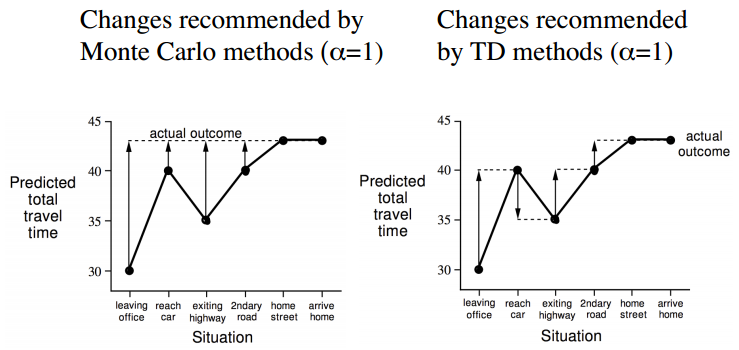 Changes recommended by
Monte Carlo methods (α=1)
45
40
35
30
Predicted
total
travel
time
actual outcome
leaving
office
reach
car
exiting
highway
2ndary
road
home
street
arrive
home
Situation
Changes recommended
by TD methods (α=1)
45
40
35
30
Predicted
total
travel
time
actual
outcome
leaving
office
reach
car
exiting
highway
2ndary
road
home
street
arrive
home
Situation